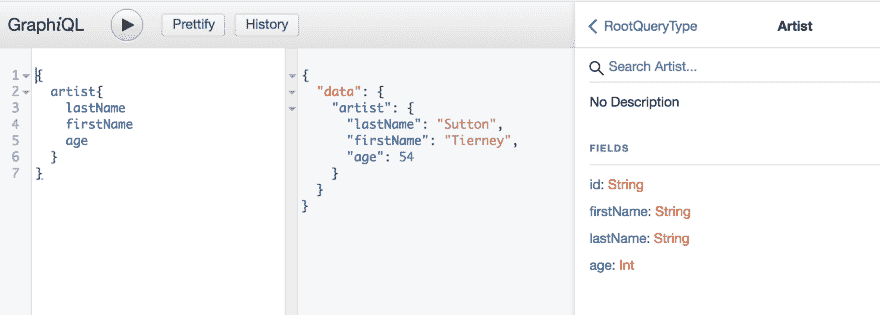 GraphiQL Prettify History
1 {
2 artist{
3 lastName
4 firstName
5 age
6 }
7 }
{
"data": {
"artist": {
"lastName": "Sutton",
"firstName": "Tierney",
"age": 54
}
}
}
RootQueryType Artist
Search Artist...
No Description
FIELDS
id: String
firstName: String
lastName: String
age: Int